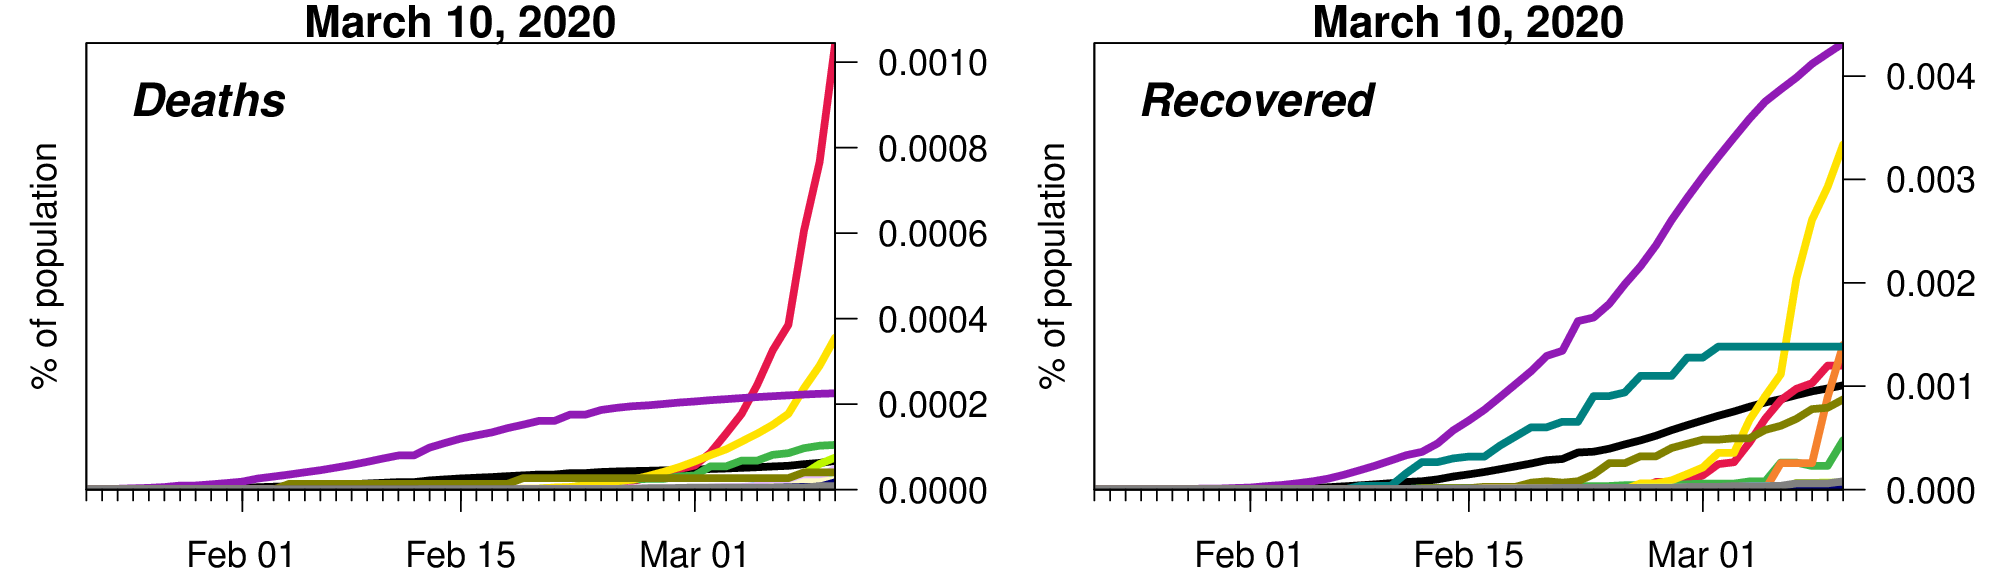 March 10, 2020
Deaths
% of population
0.0010
0.0008
0.0006
0.0004
0.0002
0.0000
Feb 01 Feb 15 Mar 01
March 10, 2020
Recovered
% of population
0.004
0.003
0.002
0.001
0.000
Feb 01 Feb 15 Mar 01